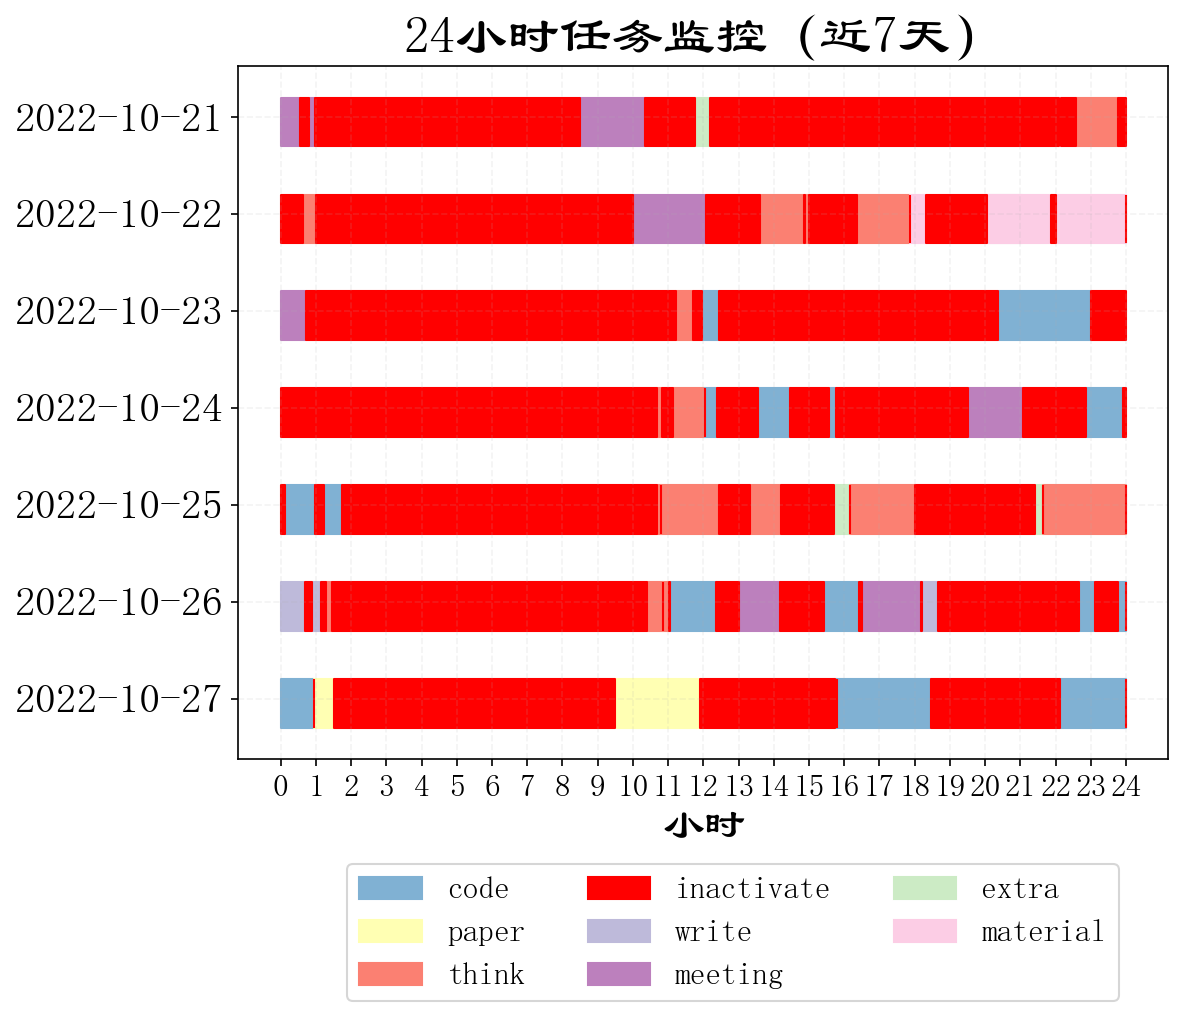 24小时任务监控 (近7天)
2022-10-21
2022-10-22
2022-10-23
2022-10-24
2022-10-25
2022-10-26
2022-10-27
0 1 2 3 4 5 6 7 8 9 10 11 12 13 14 15 16 17 18 19 20 21 22 23 24
小时
code inactivate extra
paper write material
think meeting